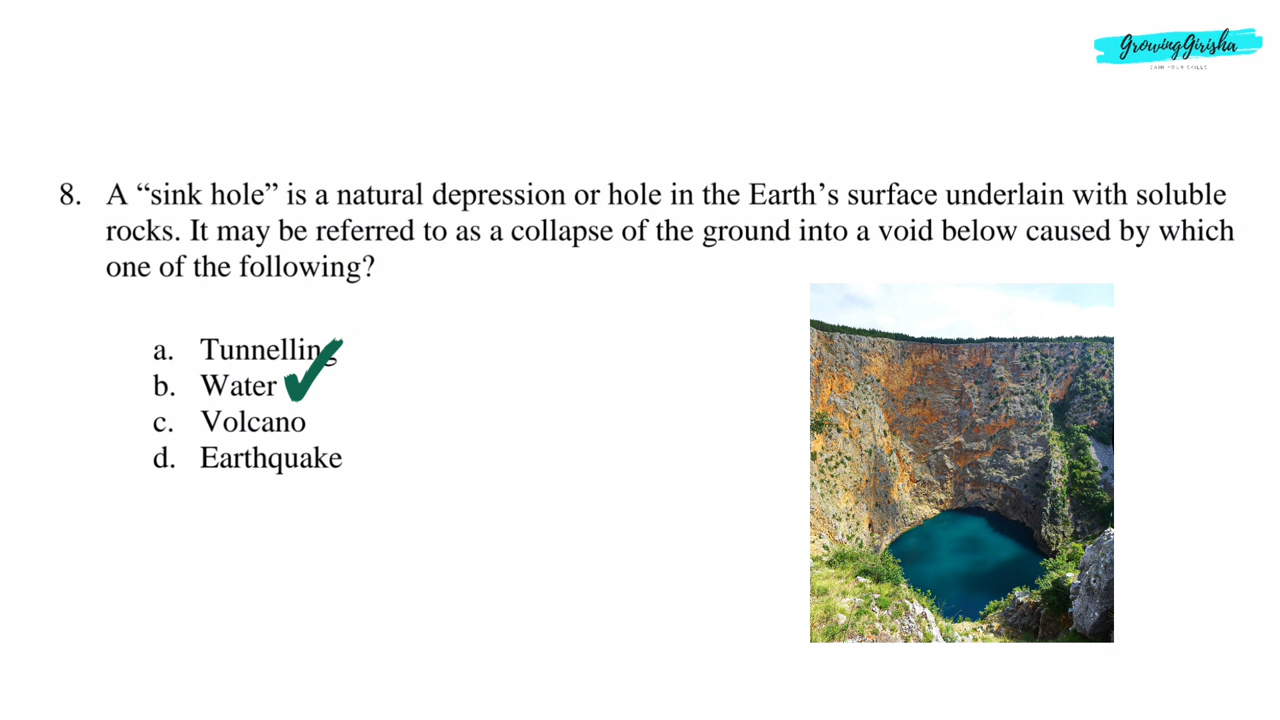 GrowingGirisha
8. A “sink hole” is a natural depression or hole in the Earth’s surface underlain with soluble
rocks. It may be referred to as a collapse of the ground into a void below caused by which
one of the following?
a. Tunnelling
b. Water
c. Volcano
d. Earthquake